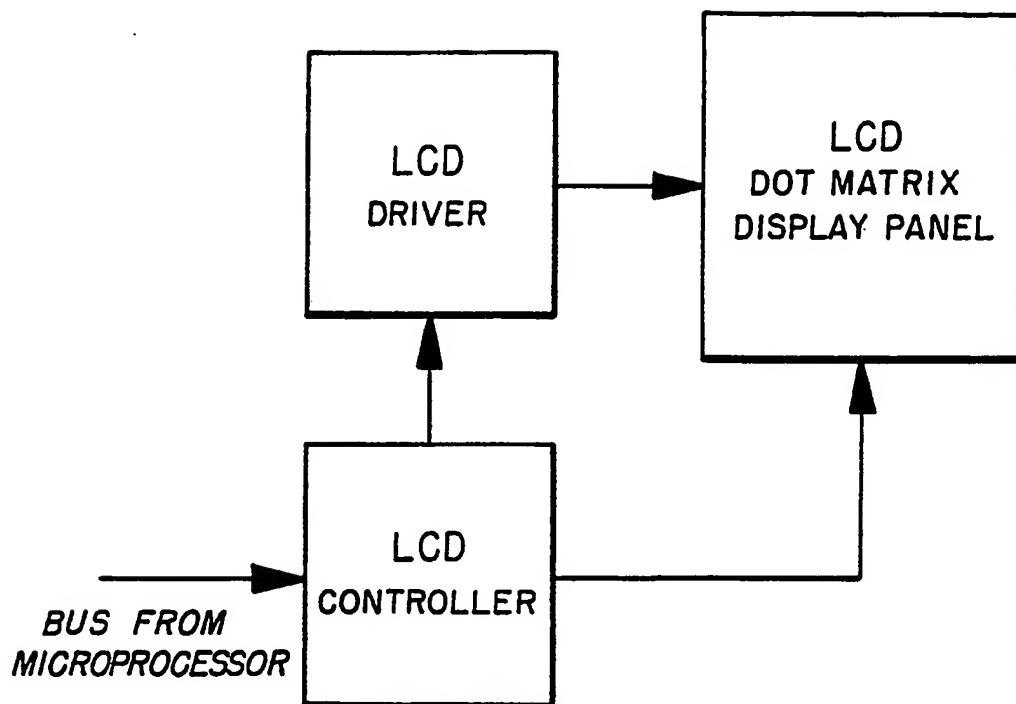 LCD
DRIVER
LCD
DOT MATRIX
DISPLAY PANEL
LCD
CONTROLLER
BUS FROM
MICROPROCESSOR